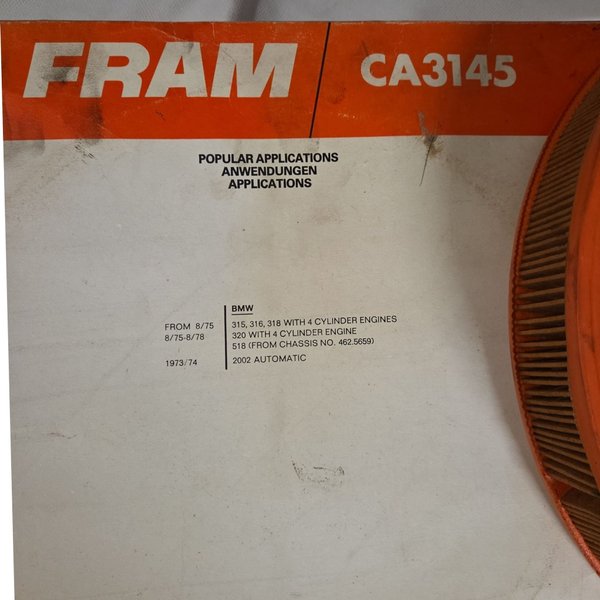 FRAM CA3145
POPULAR APPLICATIONS
ANWENDUNGEN
APPLICATIONS
BMW
FROM 8/75 315, 316, 318 WITH 4 CYLINDER ENGINES
8/75-8/78 320 WITH 4 CYLINDER ENGINE
518 (FROM CHASSIS NO. 462.5659)
1973/74 2002 AUTOMATIC